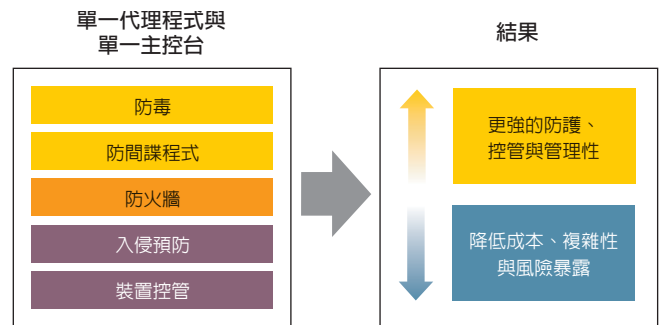 單一代理程式與
單一主控台
防毒
防間諜程式
防火牆
入侵預防
裝置控管
結果
更強的防護、
控管與管理性
降低成本、複雜性
與風險暴露